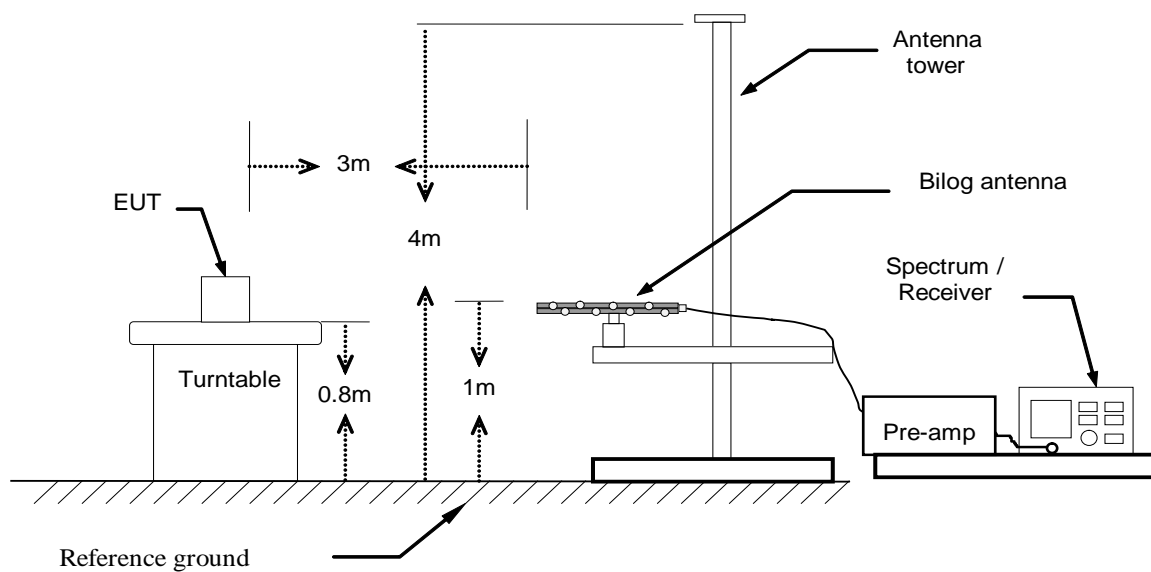 Antenna
tower
3m
Bilog antenna
EUT
4m
Spectrum /
Receiver
Turntable
0.8m
1m
Pre-amp
Reference ground